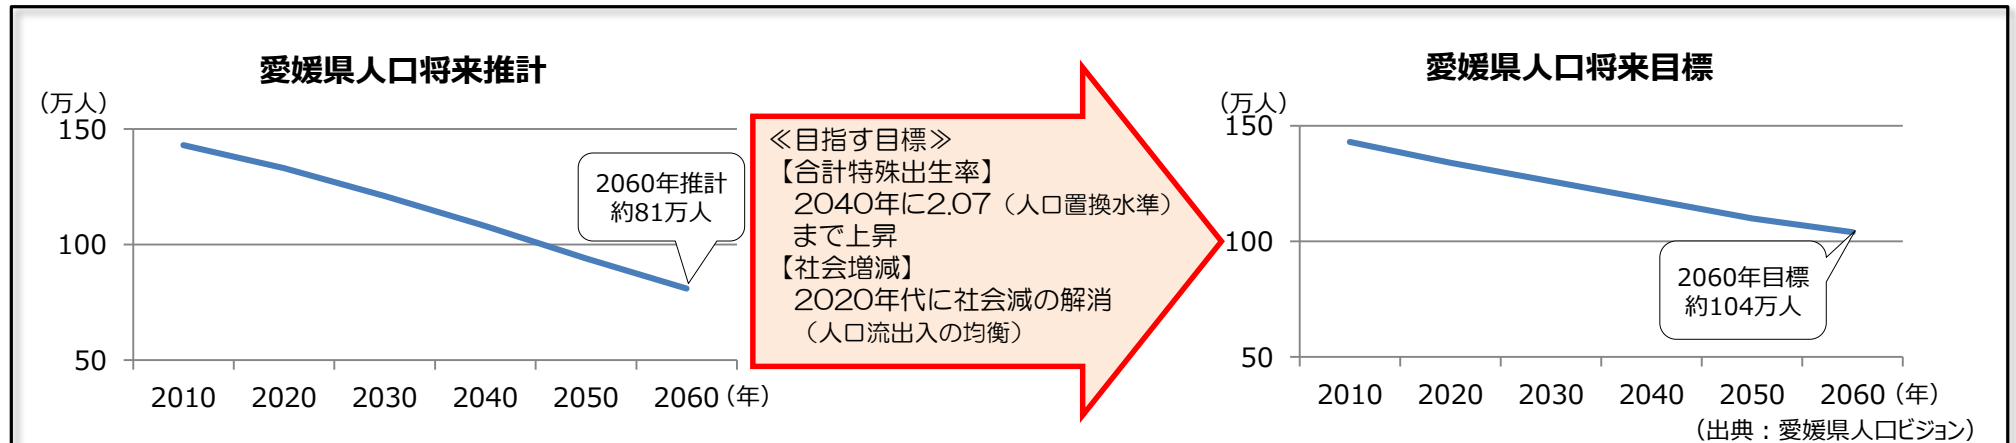 愛媛県人口将来推計
（万人）
150
100
50
2010 2020 2030 2040 2050 2060（年）
2060年推計
約81万人
≪目指す目標≫
【合計特殊出生率】
2040年に2.07（人口置換水準）
まで上昇
【社会増減】
2020年代に社会減の解消
（人口流出入の均衡）
愛媛県人口将来目標
（万人）
150
100
50
2010 2020 2030 2040 2050 2060（年）
2060年目標
約104万人
（出典：愛媛県人口ビジョン）